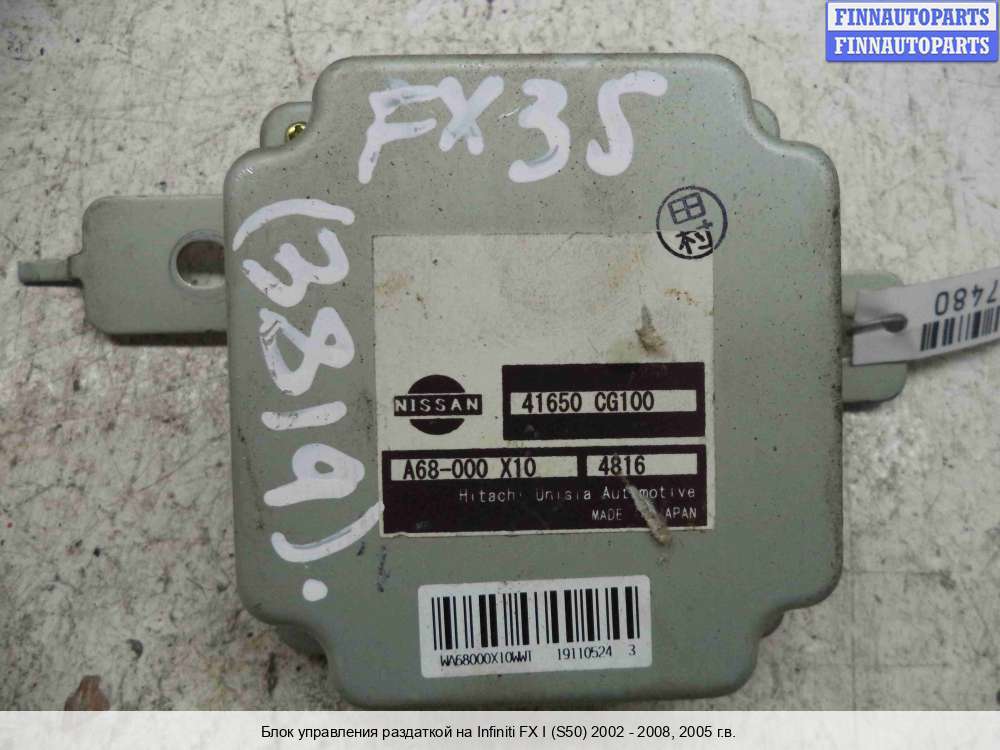 FINNAUTOPARTS
FINNAUTOPARTS
FX35
(3819).
田村
7480
NISSAN
41650 CG100
A68-000 X10
4816
Hitachi Unisia Automotive
MADE JAPAN
WA68000X10WWT 19110524 3
Блок управления раздаткой на Infiniti FX I (S50) 2002 - 2008, 2005 г.в.